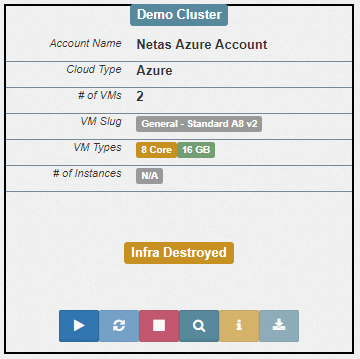 Demo Cluster
Account Name Netas Azure Account
Cloud Type Azure
# of VMs 2
VM Slug General - Standard A8 v2
VM Types 8 Core 16 GB
# of Instances N/A
Infra Destroyed